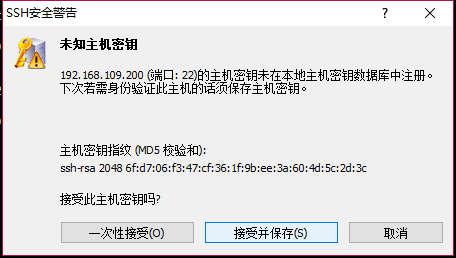 SSH安全警告
未知主机密钥
192.168.109.200 (端口: 22)的主机密钥未在本地主机密钥数据库中注册。
下次若需身份验证此主机的话须保存主机密钥。
主机密钥指纹 (MD5 校验和):
ssh-rsa 2048 6f:d7:06:f3:47:cf:36:1f:9b:ee:3a:60:4d:5c:2d:3c
接受此主机密钥吗?
一次性接受(O) 接受并保存(S) 取消